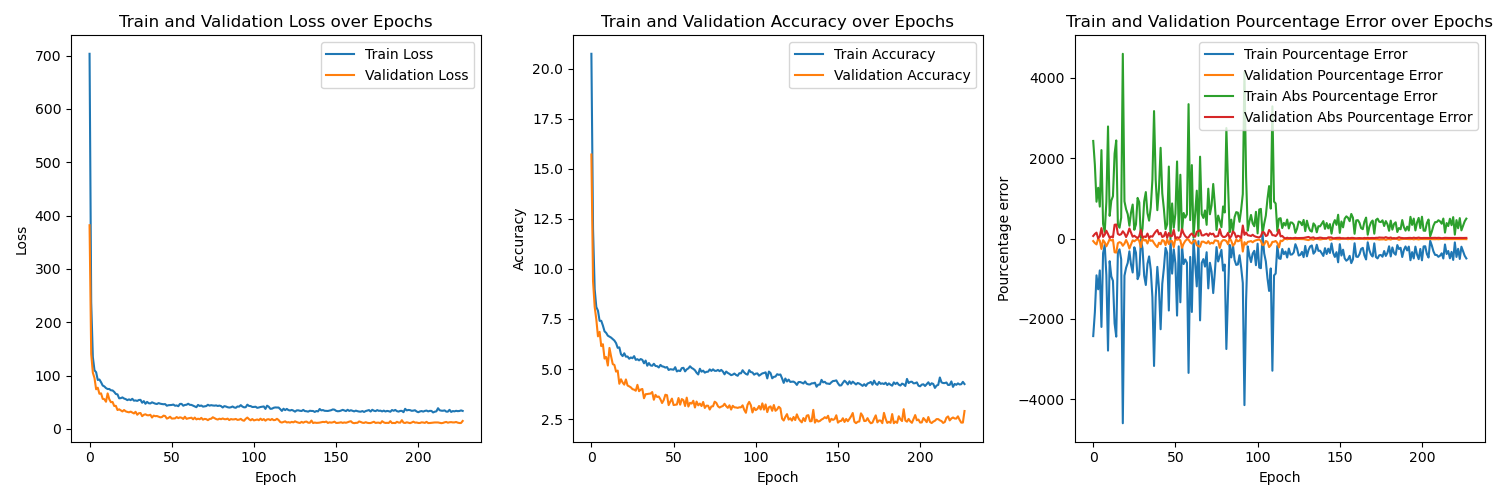 Train and Validation Loss over Epochs
Train Loss
Validation Loss
700
600
500
400
300
200
100
0
Loss
0
50
100
150
200
Epoch
Train and Validation Accuracy over Epochs
Train Accuracy
Validation Accuracy
20.0
17.5
15.0
12.5
10.0
7.5
5.0
2.5
Accuracy
0
50
100
150
200
Epoch
Train and Validation Pourcentage Error over Epochs
Train Pourcentage Error
Validation Pourcentage Error
Train Abs Pourcentage Error
Validation Abs Pourcentage Error
4000
2000
0
−2000
−4000
Pourcentage error
0
50
100
150
200
Epoch